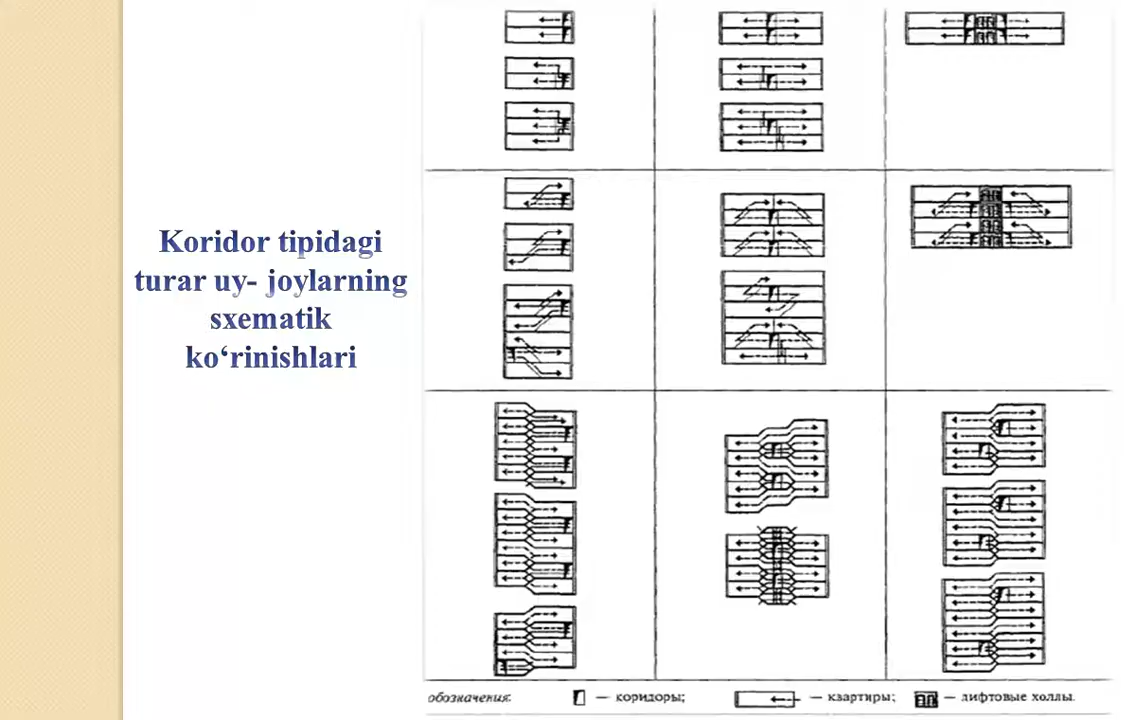 Koridor tipidagi
turar uy- joylarning
sxematik
ko‘rinishlari
обозначения: — коридоры; — квартиры; — лифтовые холлы.